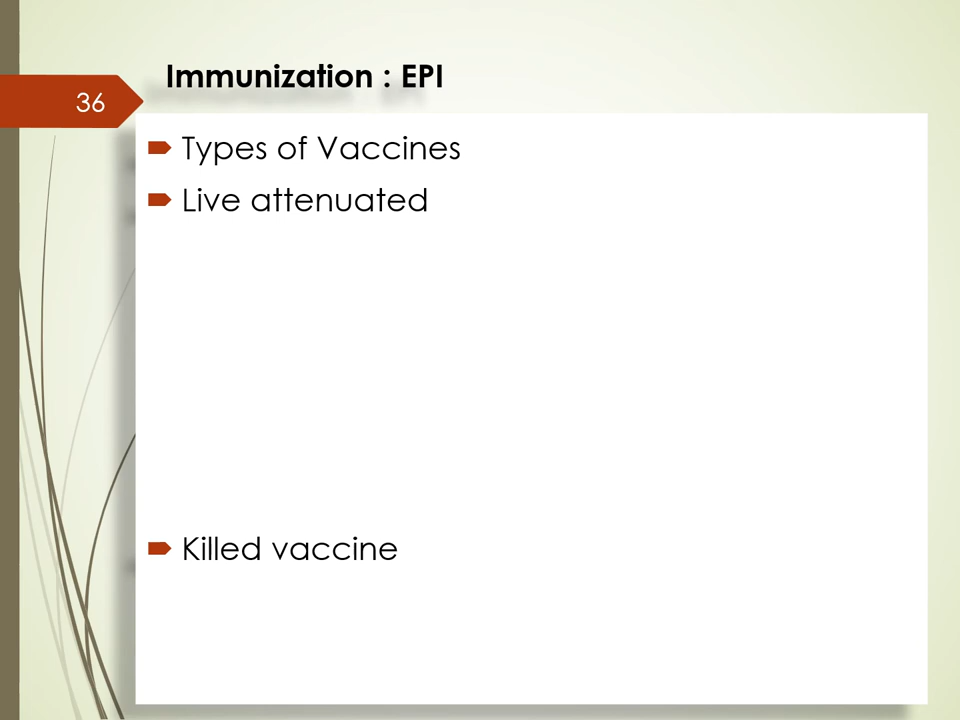 Immunization : EPI
36
Types of Vaccines
Live attenuated
Killed vaccine